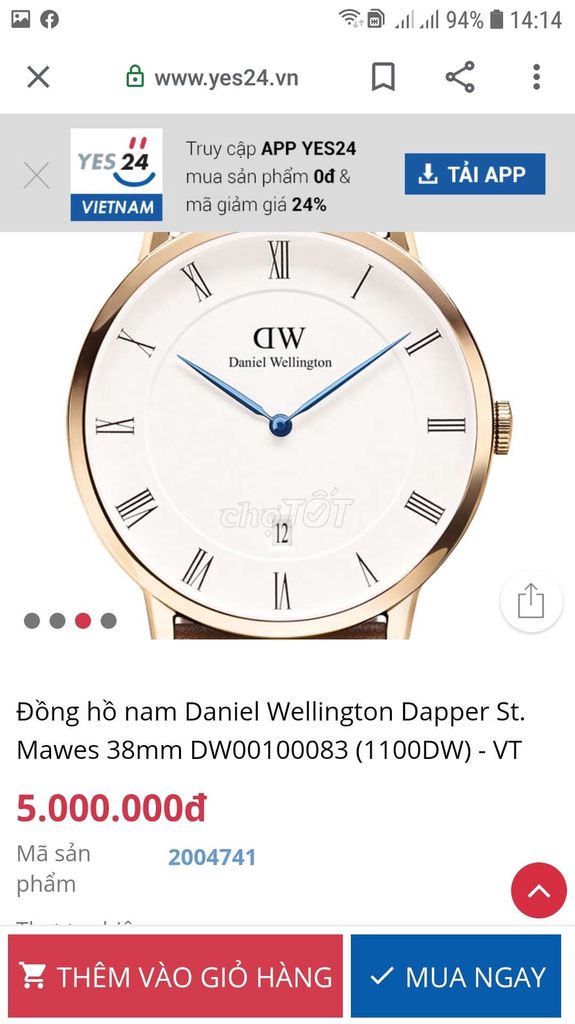 94% 14:14
www.yes24.vn
YES 24
VIETNAM
Truy cập APP YES24
mua sản phẩm 0đ &
mã giảm giá 24%
TẢI APP
XII
XI
I
X
II
DW
Daniel Wellington
IX
III
VIII
IIII
chợTỐT
12
VII
V
VI
Đồng hồ nam Daniel Wellington Dapper St.
Mawes 38mm DW00100083 (1100DW) - VT
5.000.000đ
Mã sản
phẩm
2004741
THÊM VÀO GIỎ HÀNG
MUA NGAY